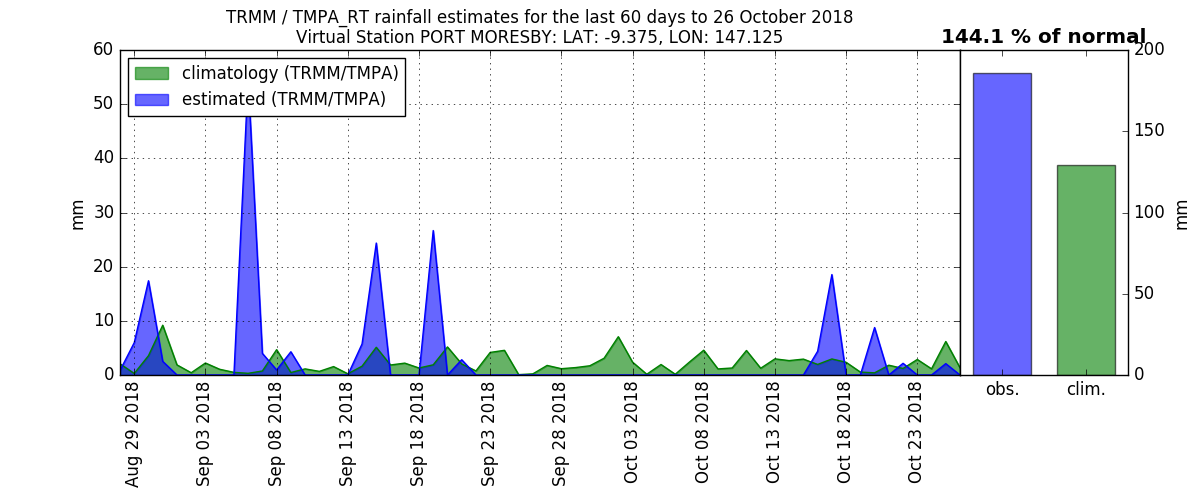 TRMM / TMPA_RT rainfall estimates for the last 60 days to 26 October 2018
Virtual Station PORT MORESBY: LAT: -9.375, LON: 147.125
144.1 % of normal
climatology (TRMM/TMPA)
estimated (TRMM/TMPA)
60
50
40
30
20
10
0
mm
200
150
100
50
0
mm
Aug 29 2018
Sep 03 2018
Sep 08 2018
Sep 13 2018
Sep 18 2018
Sep 23 2018
Sep 28 2018
Oct 03 2018
Oct 08 2018
Oct 13 2018
Oct 18 2018
Oct 23 2018
obs.
clim.